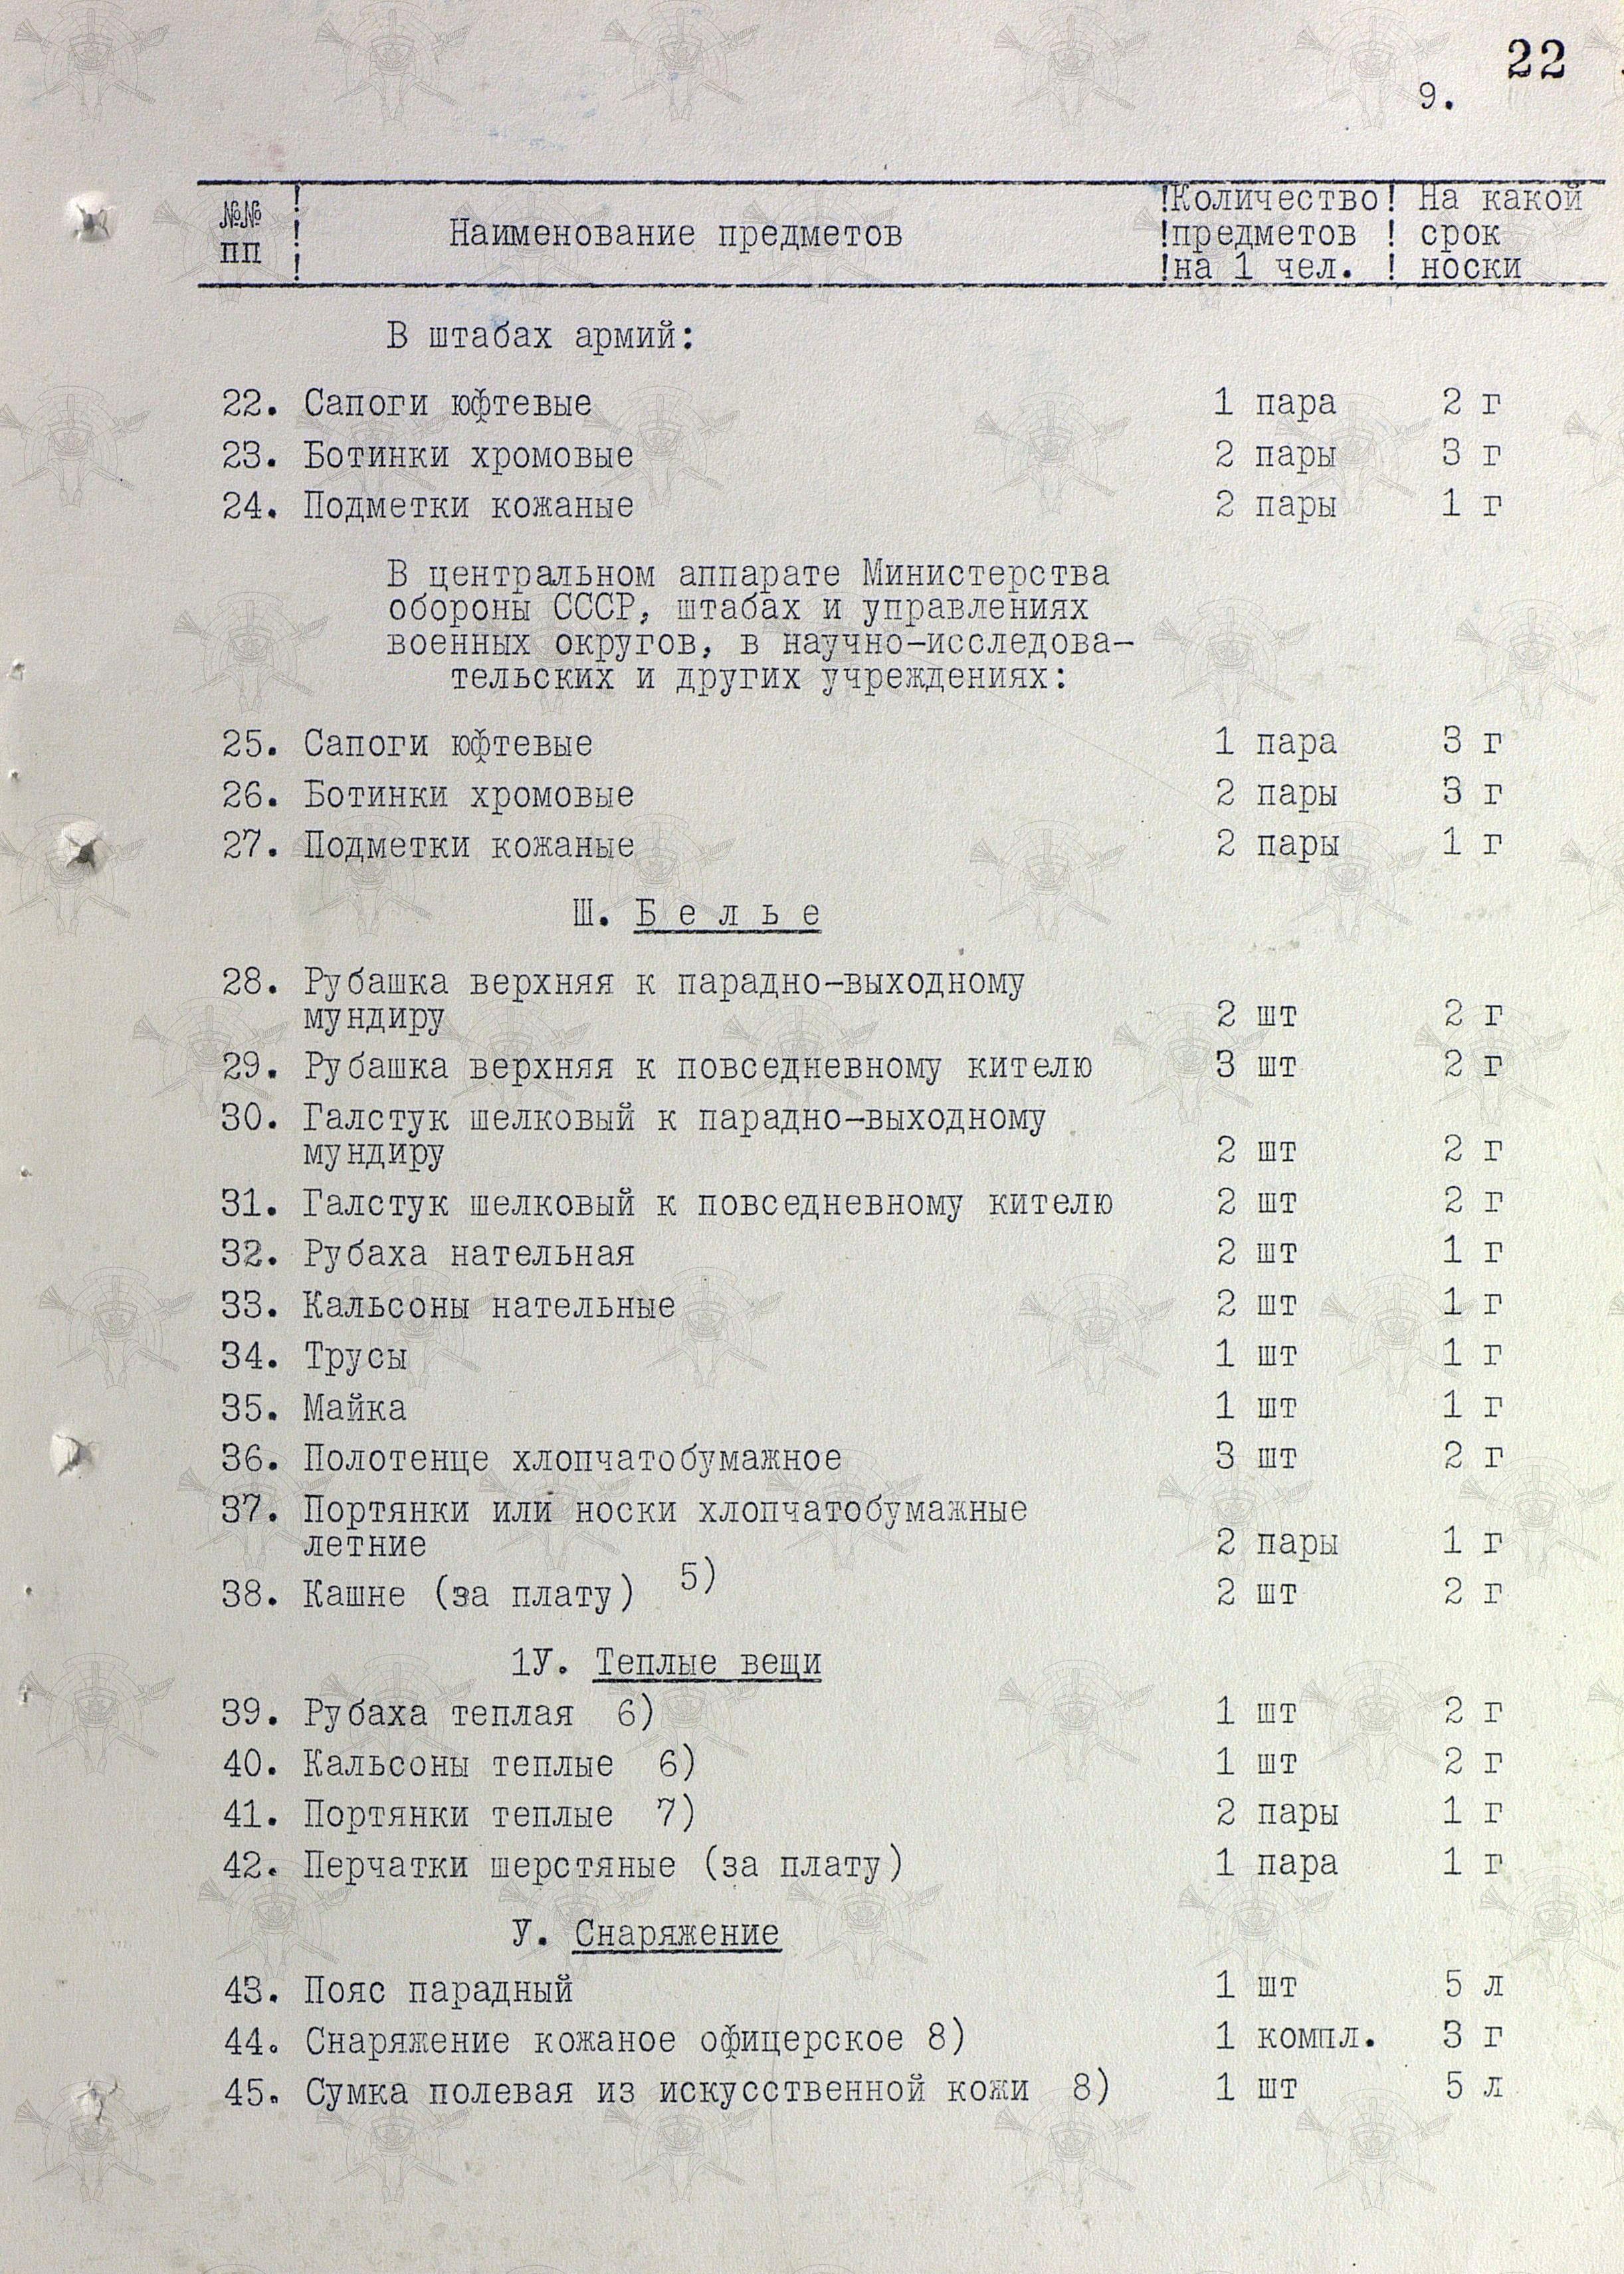 22
9.
№№ ! Наименование предметов !Количество! На какой
пп ! !предметов ! срок
! !на 1 чел. ! носки
В штабах армий:
22. Сапоги юфтевые 1 пара 2 г
23. Ботинки хромовые 2 пары 3 г
24. Подметки кожаные 2 пары 1 г
В центральном аппарате Министерства
обороны СССР, штабах и управлениях
военных округов, в научно-исследова-
тельских и других учреждениях:
25. Сапоги юфтевые 1 пара 3 г
26. Ботинки хромовые 2 пары 3 г
27. Подметки кожаные 2 пары 1 г
Ш. Б е л ь е
28. Рубашка верхняя к парадно-выходному
мундиру 2 шт 2 г
29. Рубашка верхняя к повседневному кителю 3 шт 2 г
30. Галстук шелковый к парадно-выходному
мундиру 2 шт 2 г
31. Галстук шелковый к повседневному кителю 2 шт 2 г
32. Рубаха нательная 2 шт 1 г
33. Кальсоны нательные 2 шт 1 г
34. Трусы 1 шт 1 г
35. Майка 1 шт 1 г
36. Полотенце хлопчатобумажное 3 шт 2 г
37. Портянки или носки хлопчатобумажные
летние 2 пары 1 г
38. Кашне (за плату) 5) 2 шт 2 г
1У. Теплые вещи
39. Рубаха теплая 6) 1 шт 2 г
40. Кальсоны теплые 6) 1 шт 2 г
41. Портянки теплые 7) 2 пары 1 г
42. Перчатки шерстяные (за плату) 1 пара 1 г
У. Снаряжение
43. Пояс парадный 1 шт 5 л
44. Снаряжение кожаное офицерское 8) 1 компл. 3 г
45. Сумка полевая из искусственной кожи 8) 1 шт 5 л